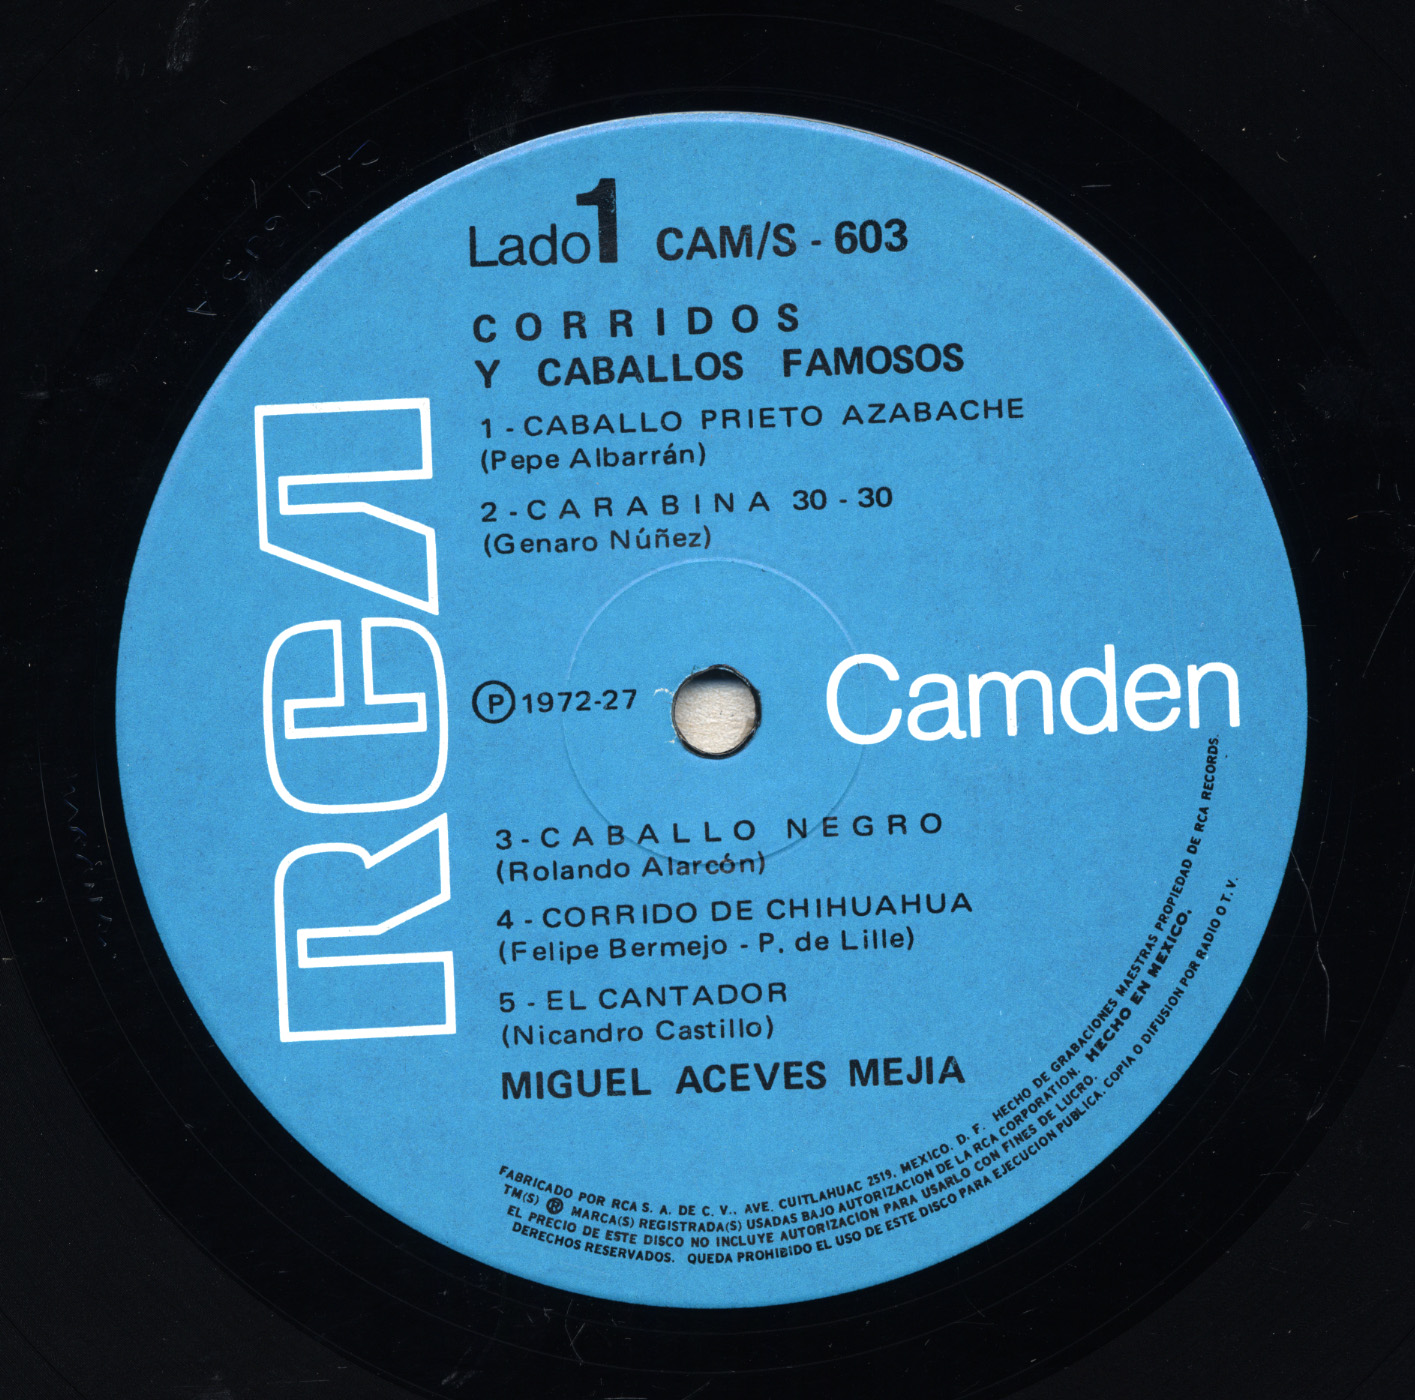 Lado 1 CAM/S - 603
CORRIDOS
Y CABALLOS FAMOSOS
1 - CABALLO PRIETO AZABACHE
(Pepe Albarrán)
2 - CARABINA 30 - 30
(Genaro Núñez)
RCA
Ⓟ 1972-27
Camden
3 - CABALLO NEGRO
(Rolando Alarcón)
4 - CORRIDO DE CHIHUAHUA
(Felipe Bermejo - P. de Lille)
5 - EL CANTADOR
(Nicandro Castillo)
MIGUEL ACEVES MEJIA
FABRICADO POR RCA S. A. DE C. V., AVE. CUITLAHUAC 2519, MEXICO, D. F. HECHO DE GRABACIONES MAESTRAS PROPIEDAD DE RCA RECORDS.
TM(S) ® MARCA(S) REGISTRADA(S) USADAS BAJO AUTORIZACION DE LA RCA CORPORATION. HECHO EN MEXICO.
EL PRECIO DE ESTE DISCO NO INCLUYE AUTORIZACION PARA USARLO CON FINES DE LUCRO.
DERECHOS RESERVADOS. QUEDA PROHIBIDO EL USO DE ESTE DISCO PARA EJECUCION PUBLICA, COPIA O DIFUSION POR RADIO O T. V.